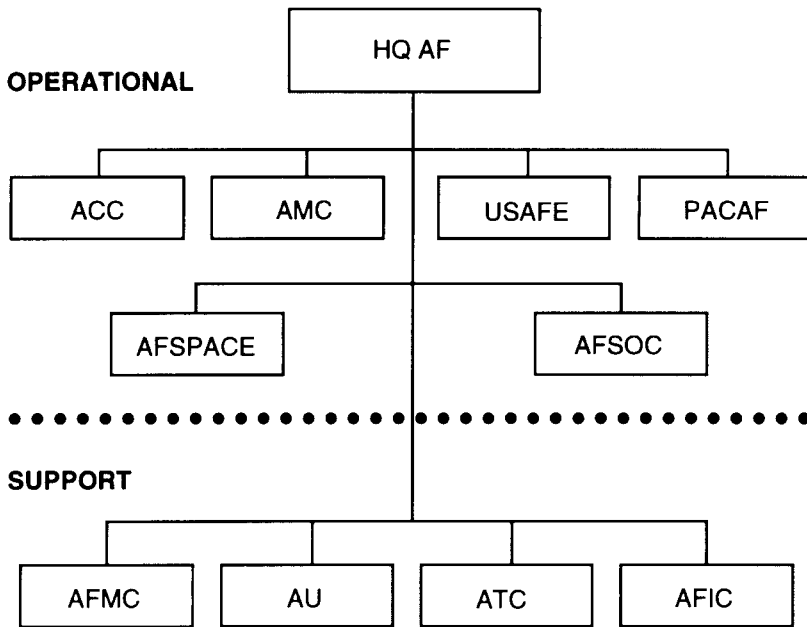 HQ AF
OPERATIONAL
ACC
AMC
USAFE
PACAF
AFSPACE
AFSOC
SUPPORT
AFMC
AU
ATC
AFIC